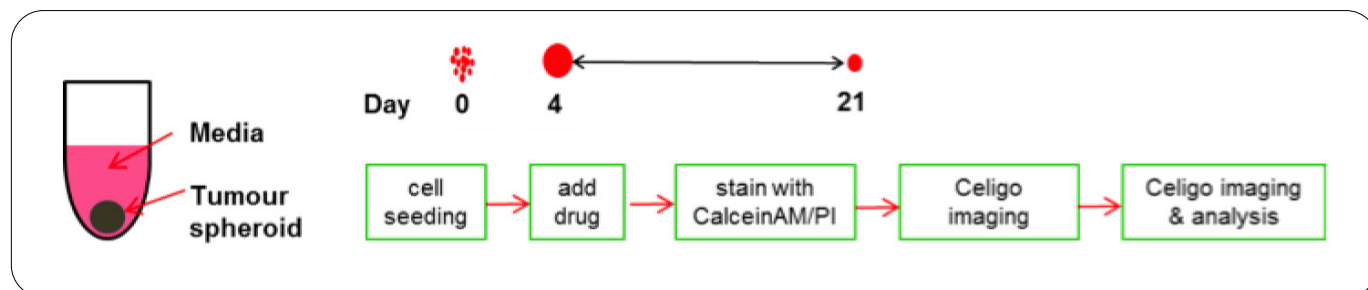 Media
Tumour
spheroid
Day 0 4 21
cell
seeding
add
drug
stain with
CalceinAM/PI
Celigo
imaging
Celigo imaging
& analysis